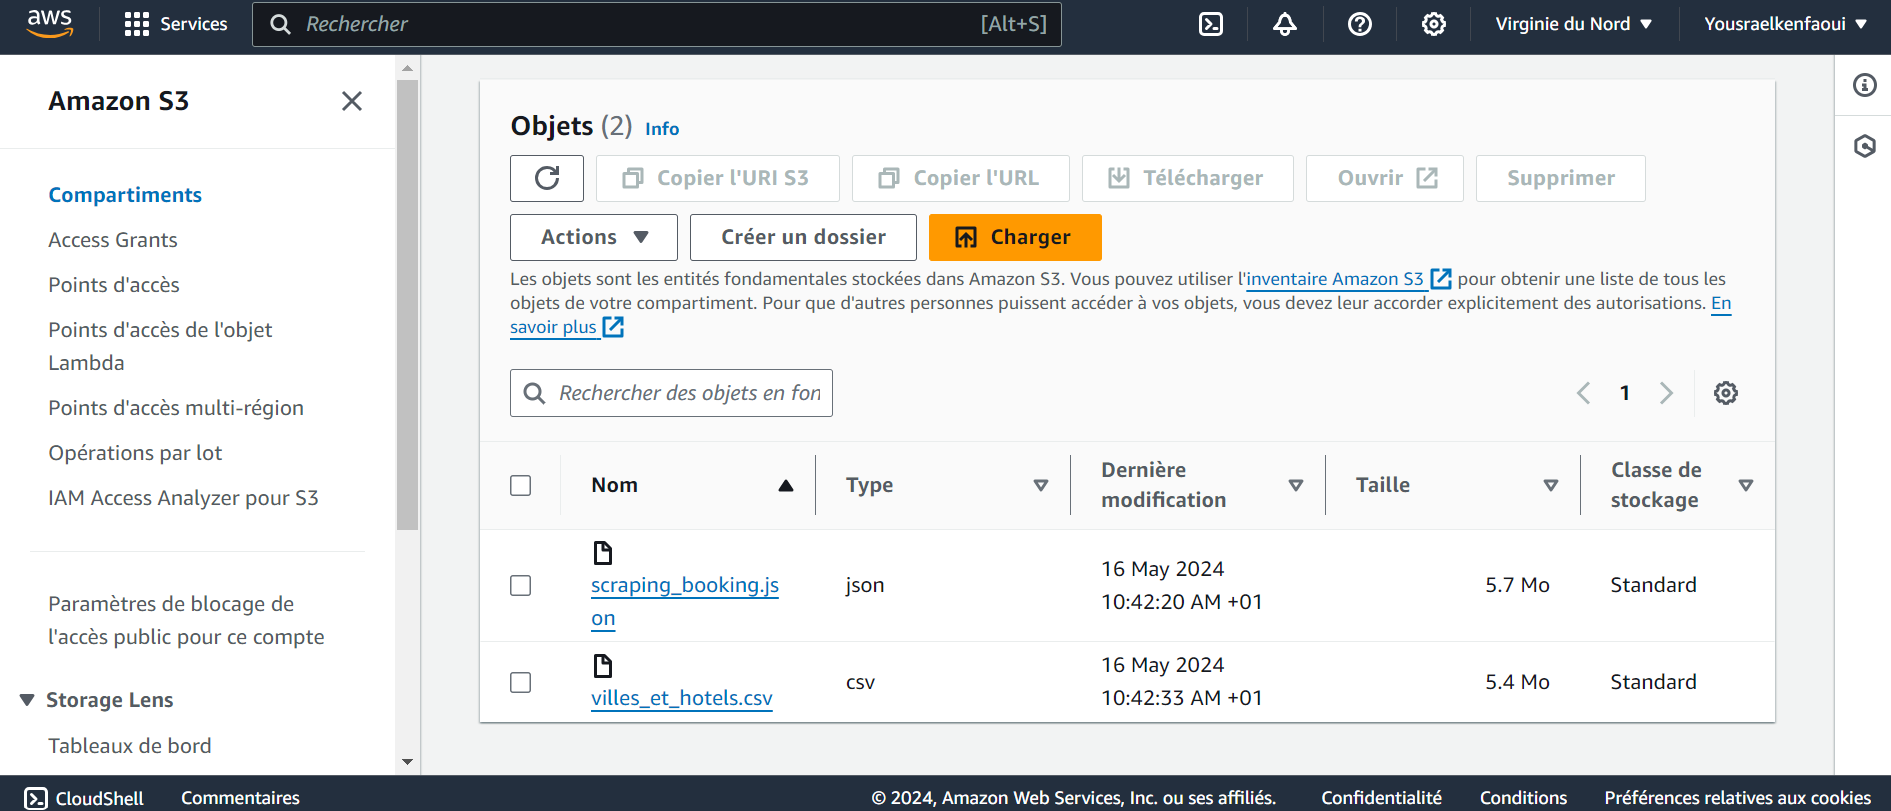 aws Services Rechercher [Alt+S] Virginie du Nord Yousraelkenfaoui
Amazon S3
Compartiments
Access Grants
Points d'accès
Points d'accès de l'objet
Lambda
Points d'accès multi-région
Opérations par lot
IAM Access Analyzer pour S3
Paramètres de blocage de
l'accès public pour ce compte
Storage Lens
Tableaux de bord
Objets (2) Info
Copier l'URI S3 Copier l'URL Télécharger Ouvrir Supprimer
Actions Créer un dossier Charger
Les objets sont les entités fondamentales stockées dans Amazon S3. Vous pouvez utiliser l'inventaire Amazon S3 pour obtenir une liste de tous les
objets de votre compartiment. Pour que d'autres personnes puissent accéder à vos objets, vous devez leur accorder explicitement des autorisations. En
savoir plus
Rechercher des objets en fon
1
Nom Type Dernière modification Taille Classe de stockage
scraping_booking.js
on
json
16 May 2024
10:42:20 AM +01
5.7 Mo
Standard
villes_et_hotels.csv
csv
16 May 2024
10:42:33 AM +01
5.4 Mo
Standard
CloudShell Commentaires © 2024, Amazon Web Services, Inc. ou ses affiliés. Confidentialité Conditions Préférences relatives aux cookies